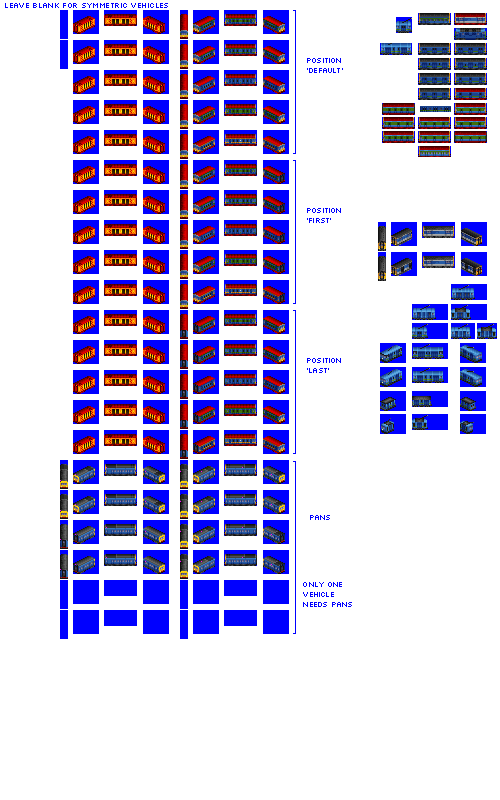 LEAVE BLANK FOR SYMMETRIC VEHICLES
POSITION
'DEFAULT'
POSITION
'FIRST'
POSITION
'LAST'
PANS
ONLY ONE
VEHICLE
NEEDS PANS